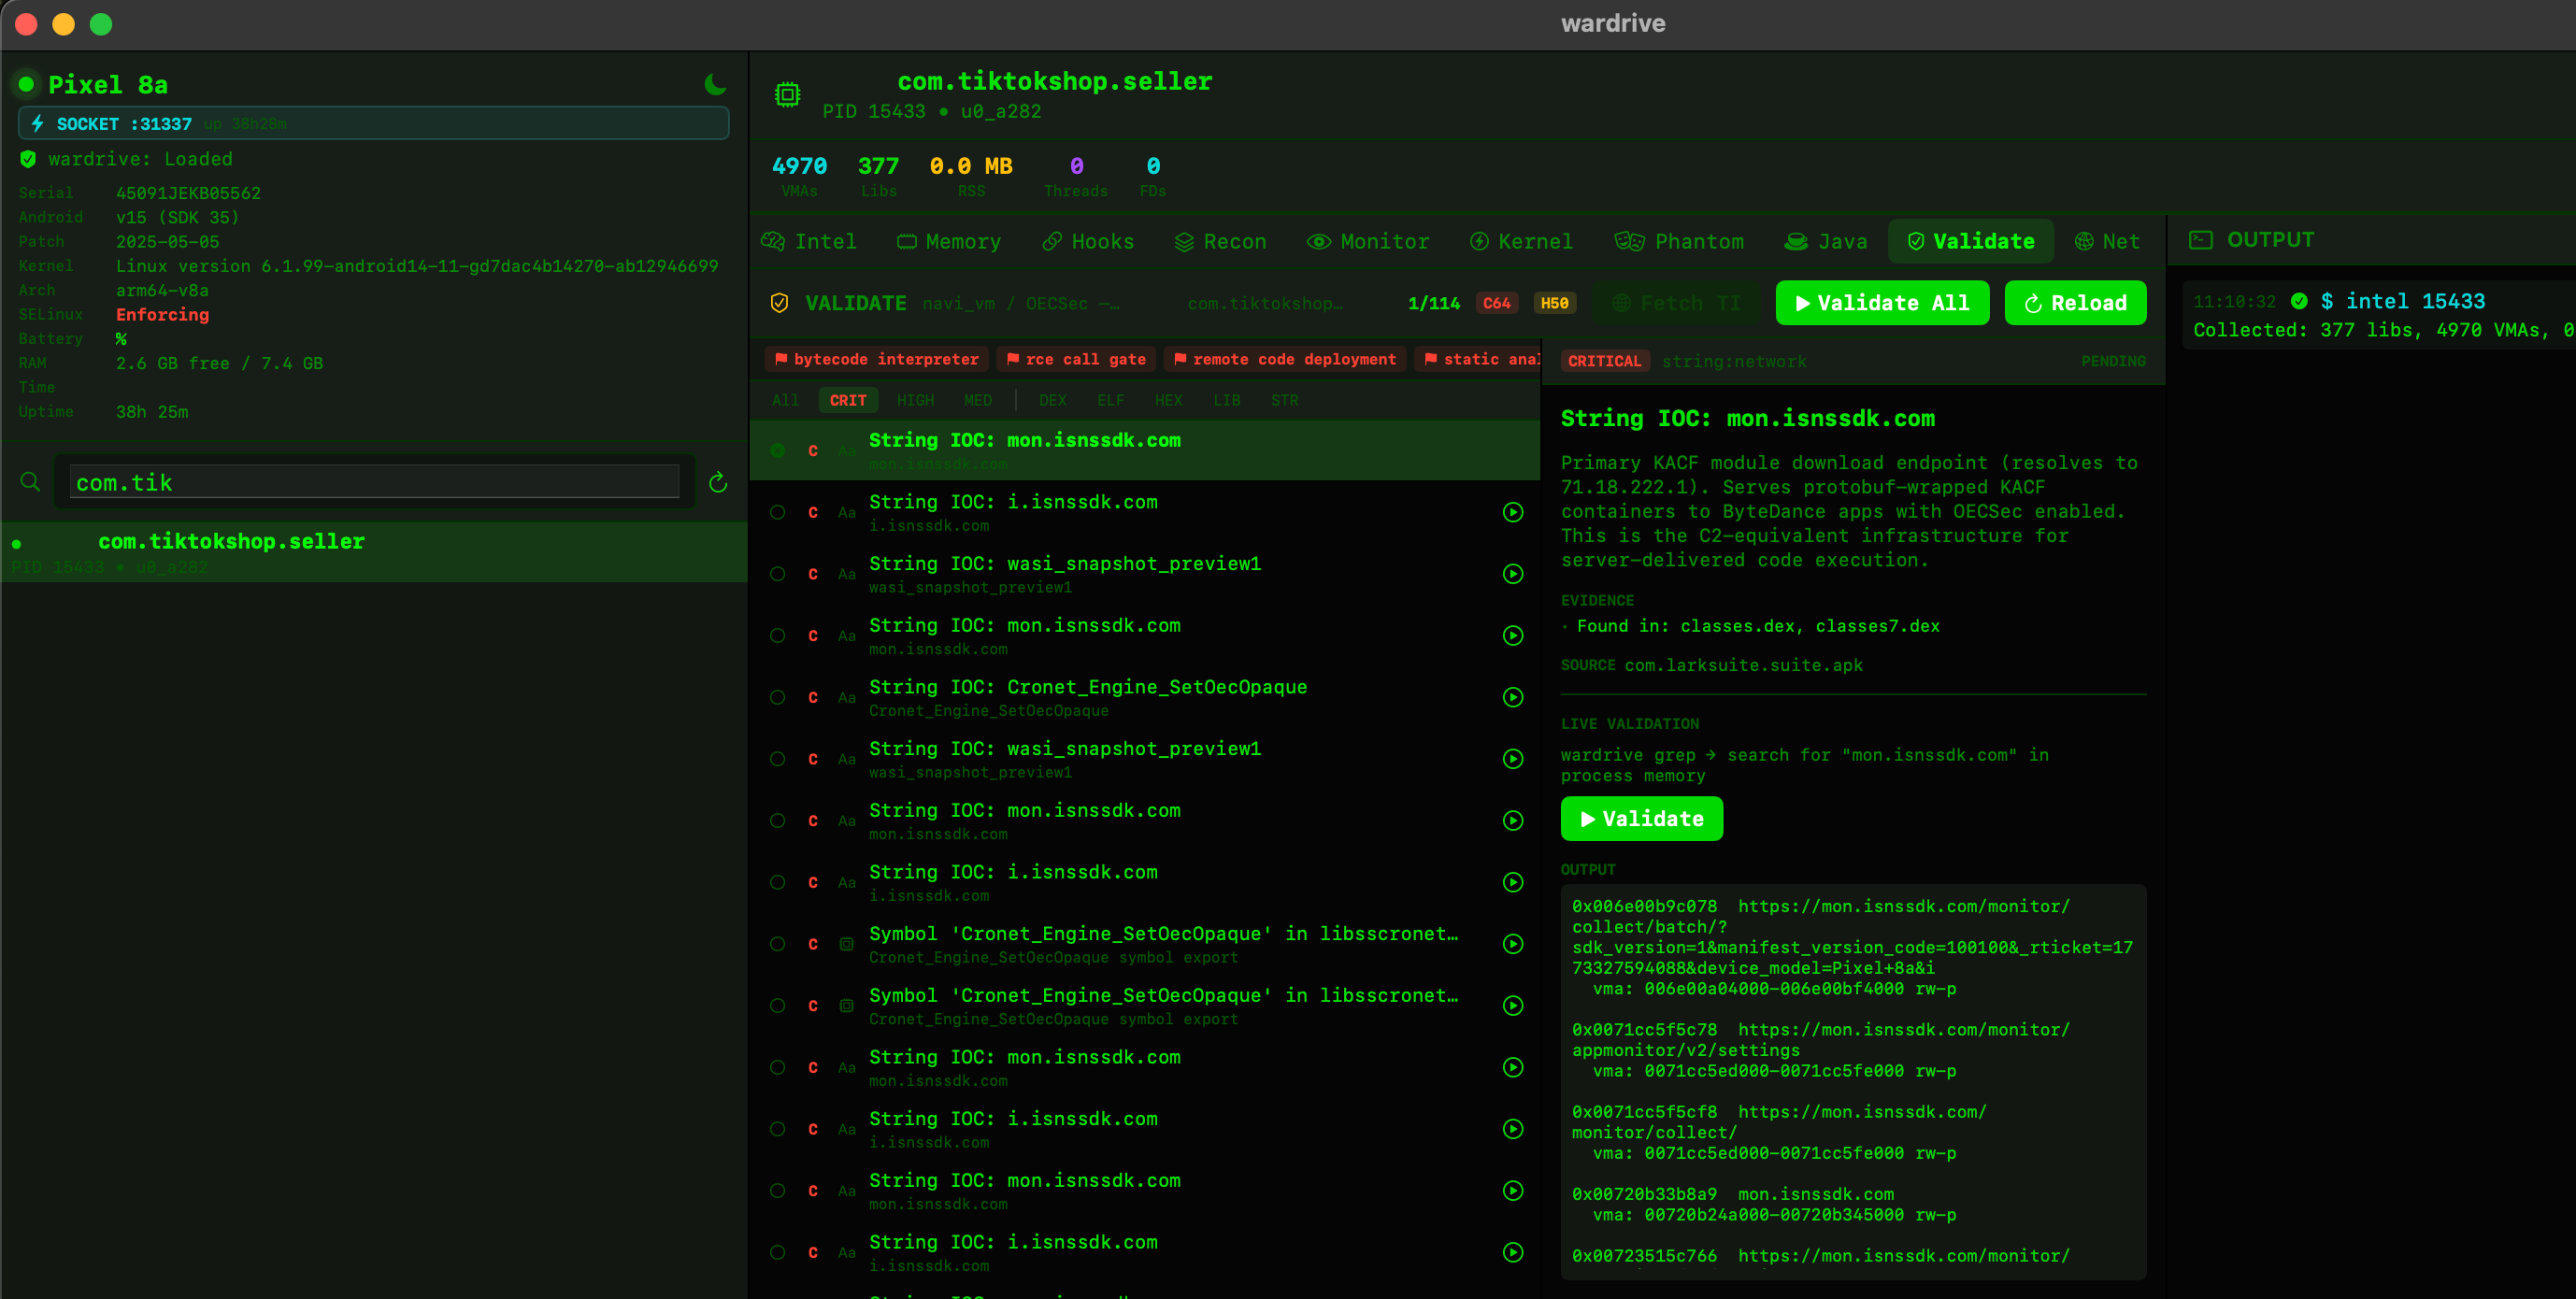 wardrive
Pixel 8a
SOCKET :31337 up 38h28m
wardrive: Loaded
Serial 45091JEKB05562
Android v15 (SDK 35)
Patch 2025-05-05
Kernel Linux version 6.1.99-android14-11-gd7dac4b14270-ab12946699
Arch arm64-v8a
SELinux Enforcing
Battery %
RAM 2.6 GB free / 7.4 GB
Time
Uptime 38h 25m
com.tik
com.tiktokshop.seller
PID 15433 • u0_a282
com.tiktokshop.seller
PID 15433 • u0_a282
4970 377 0.0 MB 0 0
VMAs Libs RSS Threads FDs
Intel Memory Hooks Recon Monitor Kernel Phantom Java Validate Net
VALIDATE navi_vm / OECSec —… com.tiktokshop… 1/114 C64 H50 Fetch TI Validate All Reload
bytecode interpreter rce call gate remote code deployment static anal
All CRIT HIGH MED | DEX ELF HEX LIB STR
C Aa String IOC: mon.isnssdk.com
mon.isnssdk.com
C Aa String IOC: i.isnssdk.com
i.isnssdk.com
C Aa String IOC: wasi_snapshot_preview1
wasi_snapshot_preview1
C Aa String IOC: mon.isnssdk.com
mon.isnssdk.com
C Aa String IOC: Cronet_Engine_SetOecOpaque
Cronet_Engine_SetOecOpaque
C Aa String IOC: wasi_snapshot_preview1
wasi_snapshot_preview1
C Aa String IOC: mon.isnssdk.com
mon.isnssdk.com
C Aa String IOC: i.isnssdk.com
i.isnssdk.com
C Symbol 'Cronet_Engine_SetOecOpaque' in libsscronet…
Cronet_Engine_SetOecOpaque symbol export
C Symbol 'Cronet_Engine_SetOecOpaque' in libsscronet…
Cronet_Engine_SetOecOpaque symbol export
C Aa String IOC: mon.isnssdk.com
mon.isnssdk.com
C Aa String IOC: i.isnssdk.com
i.isnssdk.com
C Aa String IOC: mon.isnssdk.com
mon.isnssdk.com
C Aa String IOC: i.isnssdk.com
i.isnssdk.com
CRITICAL string:network PENDING
String IOC: mon.isnssdk.com
Primary KACF module download endpoint (resolves to
71.18.222.1). Serves protobuf-wrapped KACF
containers to ByteDance apps with OECSec enabled.
This is the C2-equivalent infrastructure for
server-delivered code execution.
EVIDENCE
· Found in: classes.dex, classes7.dex
SOURCE com.larksuite.suite.apk
LIVE VALIDATION
wardrive grep → search for "mon.isnssdk.com" in
process memory
Validate
OUTPUT
0x006e00b9c078 https://mon.isnssdk.com/monitor/
collect/batch/?
sdk_version=1&manifest_version_code=100100&_rticket=17
73327594088&device_model=Pixel+8a&i
vma: 006e00a04000-006e00bf4000 rw-p
0x0071cc5f5c78 https://mon.isnssdk.com/monitor/
appmonitor/v2/settings
vma: 0071cc5ed000-0071cc5fe000 rw-p
0x0071cc5f5cf8 https://mon.isnssdk.com/
monitor/collect/
vma: 0071cc5ed000-0071cc5fe000 rw-p
0x00720b33b8a9 mon.isnssdk.com
vma: 00720b24a000-00720b345000 rw-p
0x00723515c766 https://mon.isnssdk.com/monitor/
OUTPUT
11:10:32 $ intel 15433
Collected: 377 libs, 4970 VMAs, 0